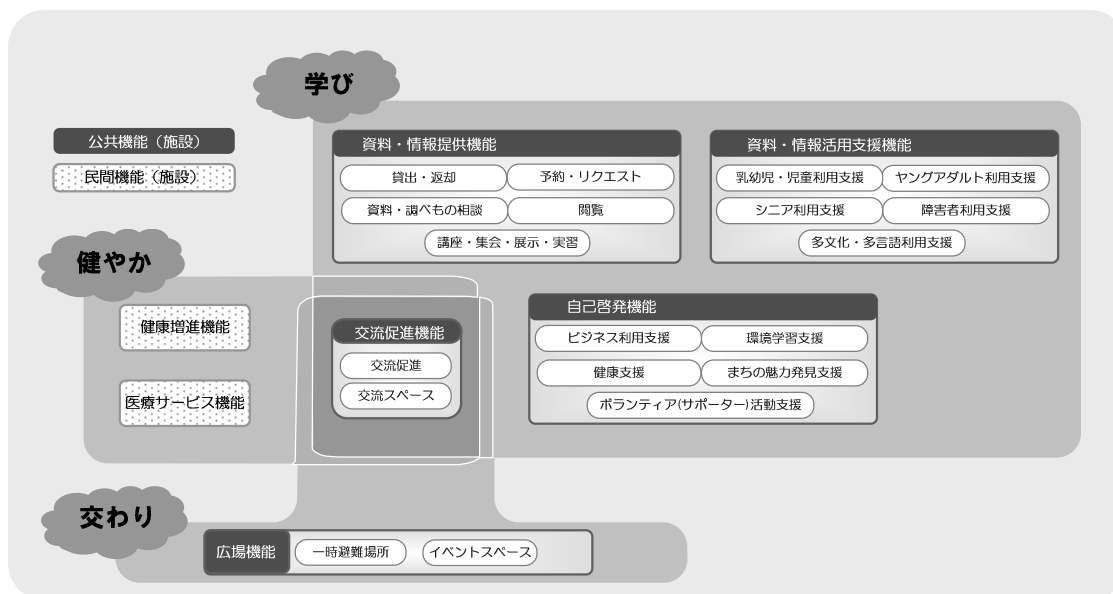 学び
公共機能（施設）
民間機能（施設）
資料・情報提供機能
貸出・返却
予約・リクエスト
資料・調べもの相談
閲覧
講座・集会・展示・実習
資料・情報活用支援機能
乳幼児・児童利用支援
ヤングアダルト利用支援
シニア利用支援
障害者利用支援
多文化・多言語利用支援
健やか
健康増進機能
医療サービス機能
交流促進機能
交流促進
交流スペース
自己啓発機能
ビジネス利用支援
環境学習支援
健康支援
まちの魅力発見支援
ボランティア(サポーター)活動支援
交わり
広場機能
一時避難場所
イベントスペース